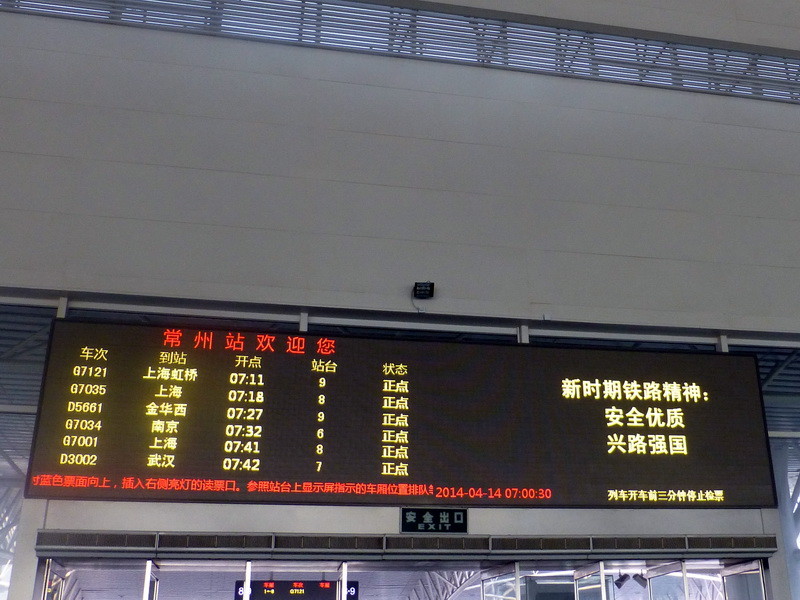 常州站欢迎您
车次 到站 开点 站台 状态
G7121 上海虹桥 07:11 9 正点
G7035 上海 07:18 8 正点
D5661 金华西 07:27 9 正点
G7034 南京 07:32 6 正点
G7001 上海 07:41 8 正点
D3002 武汉 07:42 7 正点
蓝色票面向上，插入右侧亮灯的读票口。参照站台上显示屏指示的车厢位置排队 2014-04-14 07:00:30
新时期铁路精神：
安全优质
兴路强国
列车开车前三分钟停止检票
安全出口
EXIT
车次
G7121